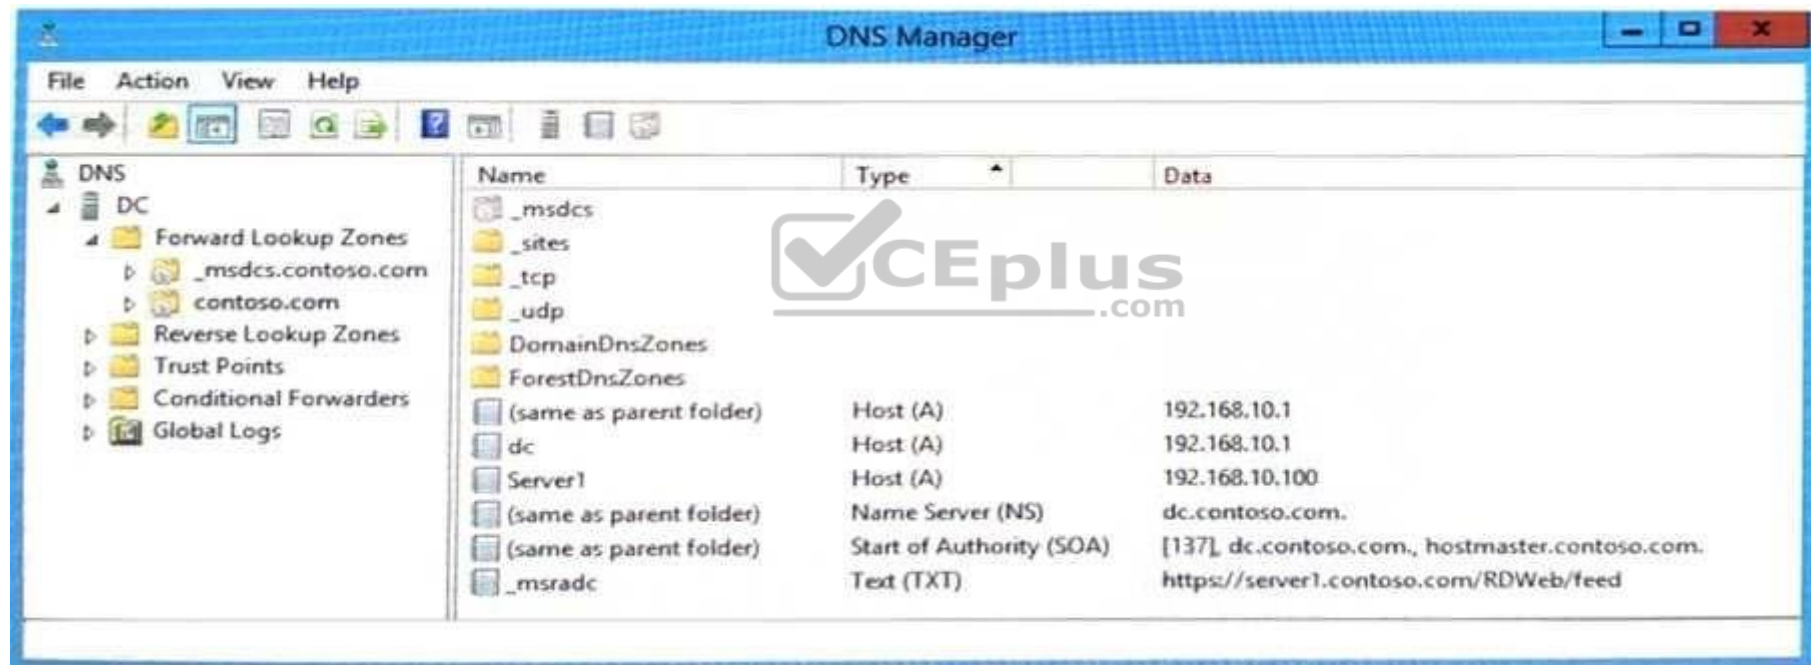 DNS Manager
File Action View Help
DNS
DC
Forward Lookup Zones
_msdcs.contoso.com
contoso.com
Reverse Lookup Zones
Trust Points
Conditional Forwarders
Global Logs
Name Type Data
_msdcs
_sites
_tcp
_udp
DomainDnsZones
ForestDnsZones
(same as parent folder) Host (A) 192.168.10.1
dc Host (A) 192.168.10.1
Server1 Host (A) 192.168.10.100
(same as parent folder) Name Server (NS) dc.contoso.com.
(same as parent folder) Start of Authority (SOA) [137], dc.contoso.com., hostmaster.contoso.com.
_msradc Text (TXT) https://server1.contoso.com/RDWeb/feed
VCEplus
.com